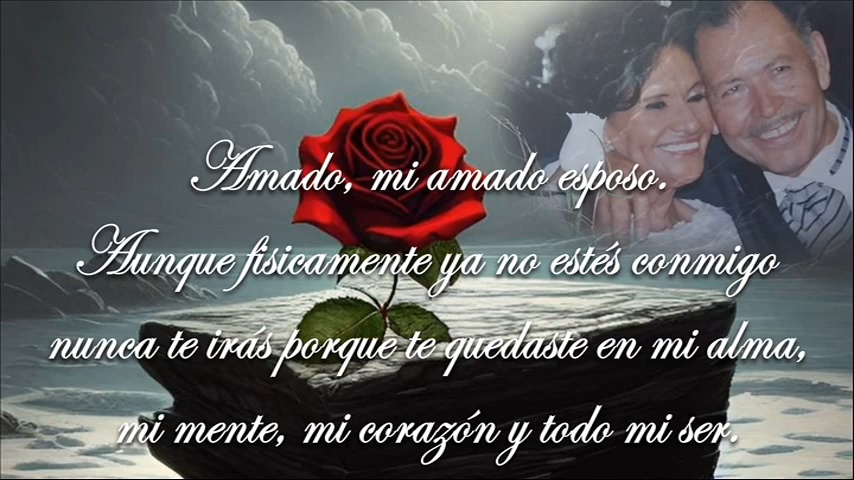 Amado, mi amado esposo.
Aunque fisicamente ya no estés conmigo
nunca te irás porque te quedaste en mi alma,
mi mente, mi corazón y todo mi ser.